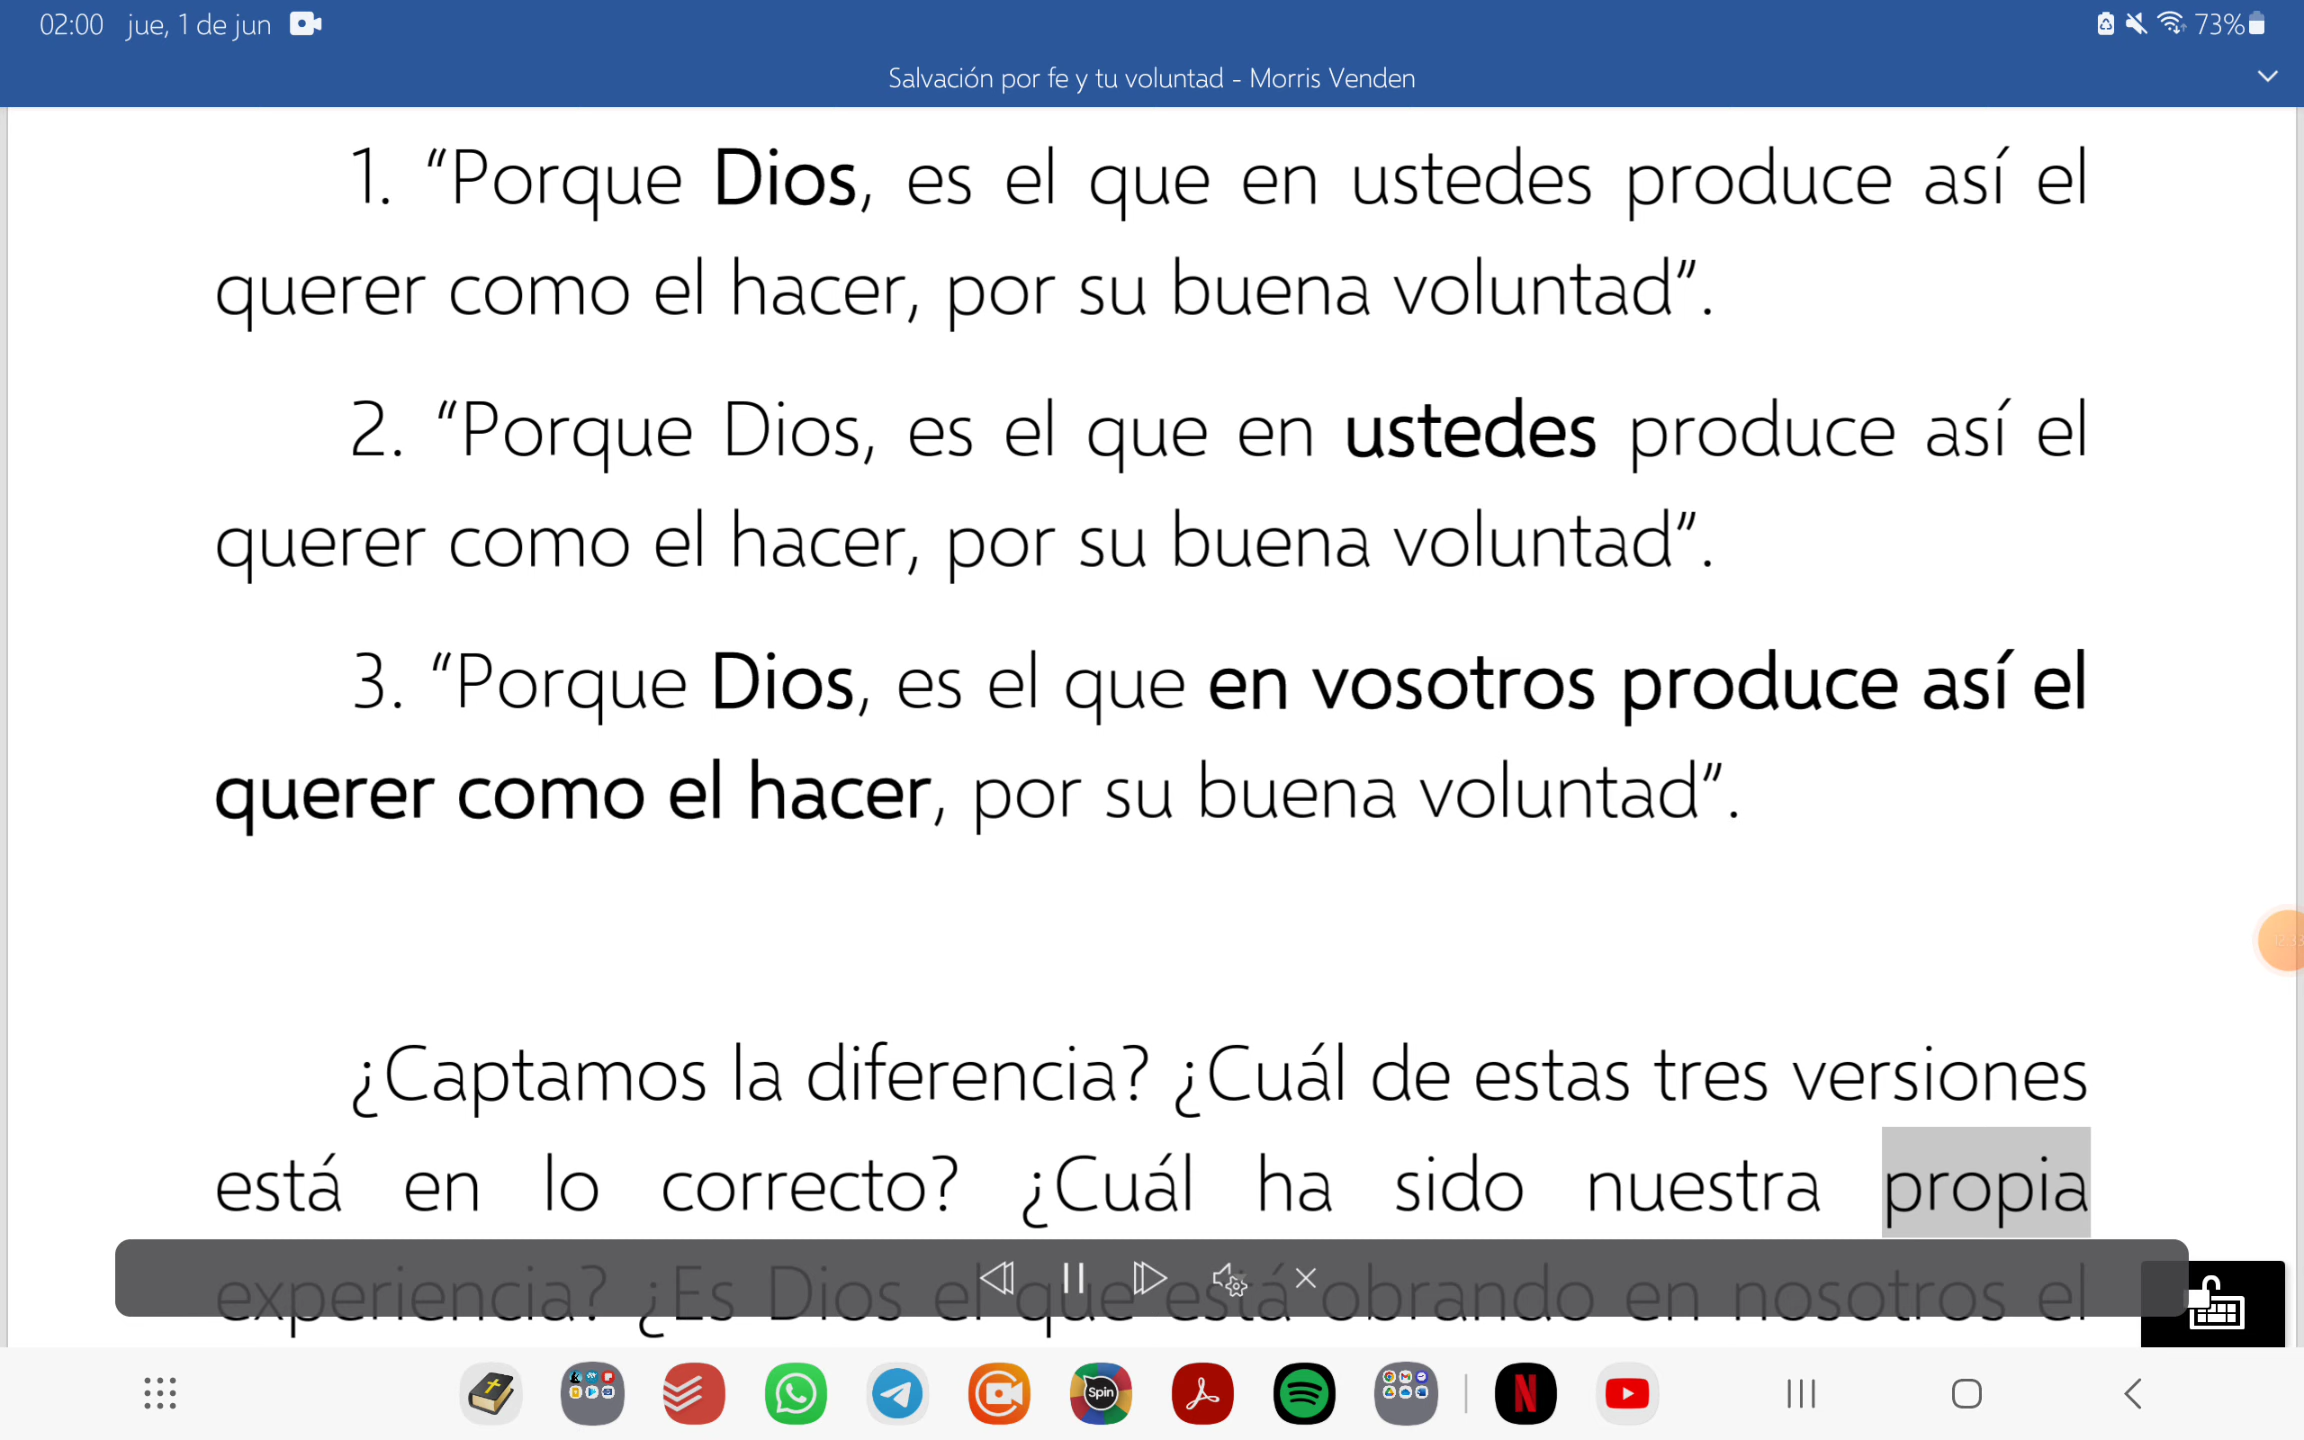 02:00 jue, 1 de jun 73%
Salvación por fe y tu voluntad - Morris Venden
1. “Porque Dios, es el que en ustedes produce así el
querer como el hacer, por su buena voluntad”.
2. “Porque Dios, es el que en ustedes produce así el
querer como el hacer, por su buena voluntad”.
3. “Porque Dios, es el que en vosotros produce así el
querer como el hacer, por su buena voluntad”.
¿Captamos la diferencia? ¿Cuál de estas tres versiones
está en lo correcto? ¿Cuál ha sido nuestra propia
experiencia? ¿Es Dios el que está obrando en nosotros el
Spin